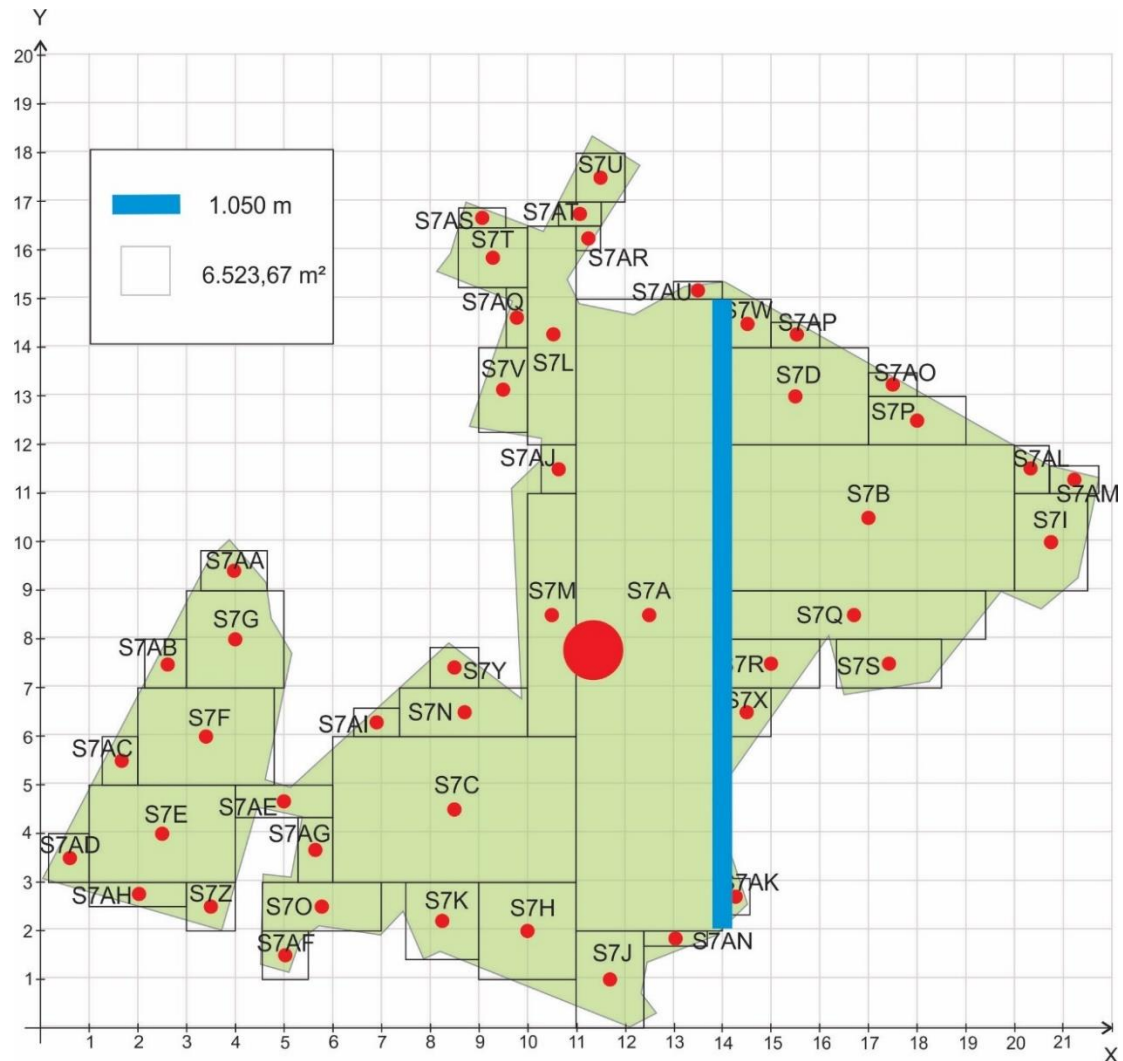 Y
20
19
18
S7U
17
1.050 m
S7AS
S7AT
S7T
16
S7AR
6.523,67 m²
15
S7AU
S7AQ
S7W
S7AP
14
S7V
S7L
S7D
S7AO
13
S7P
12
S7AJ
S7AL
11
S7AM
S7B
S7I
10
S7AA
9
S7M
S7A
S7G
S7Q
8
S7AB
S7Y
S7R
S7S
7
S7N
S7X
S7AI
S7F
6
S7AC
5
S7C
S7AE
S7E
4
S7AG
S7AD
3
S7AK
S7AH
S7Z
S7O
S7K
S7H
2
S7AF
S7AN
S7J
1
1 2 3 4 5 6 7 8 9 10 11 12 13 14 15 16 17 18 19 20 21
X